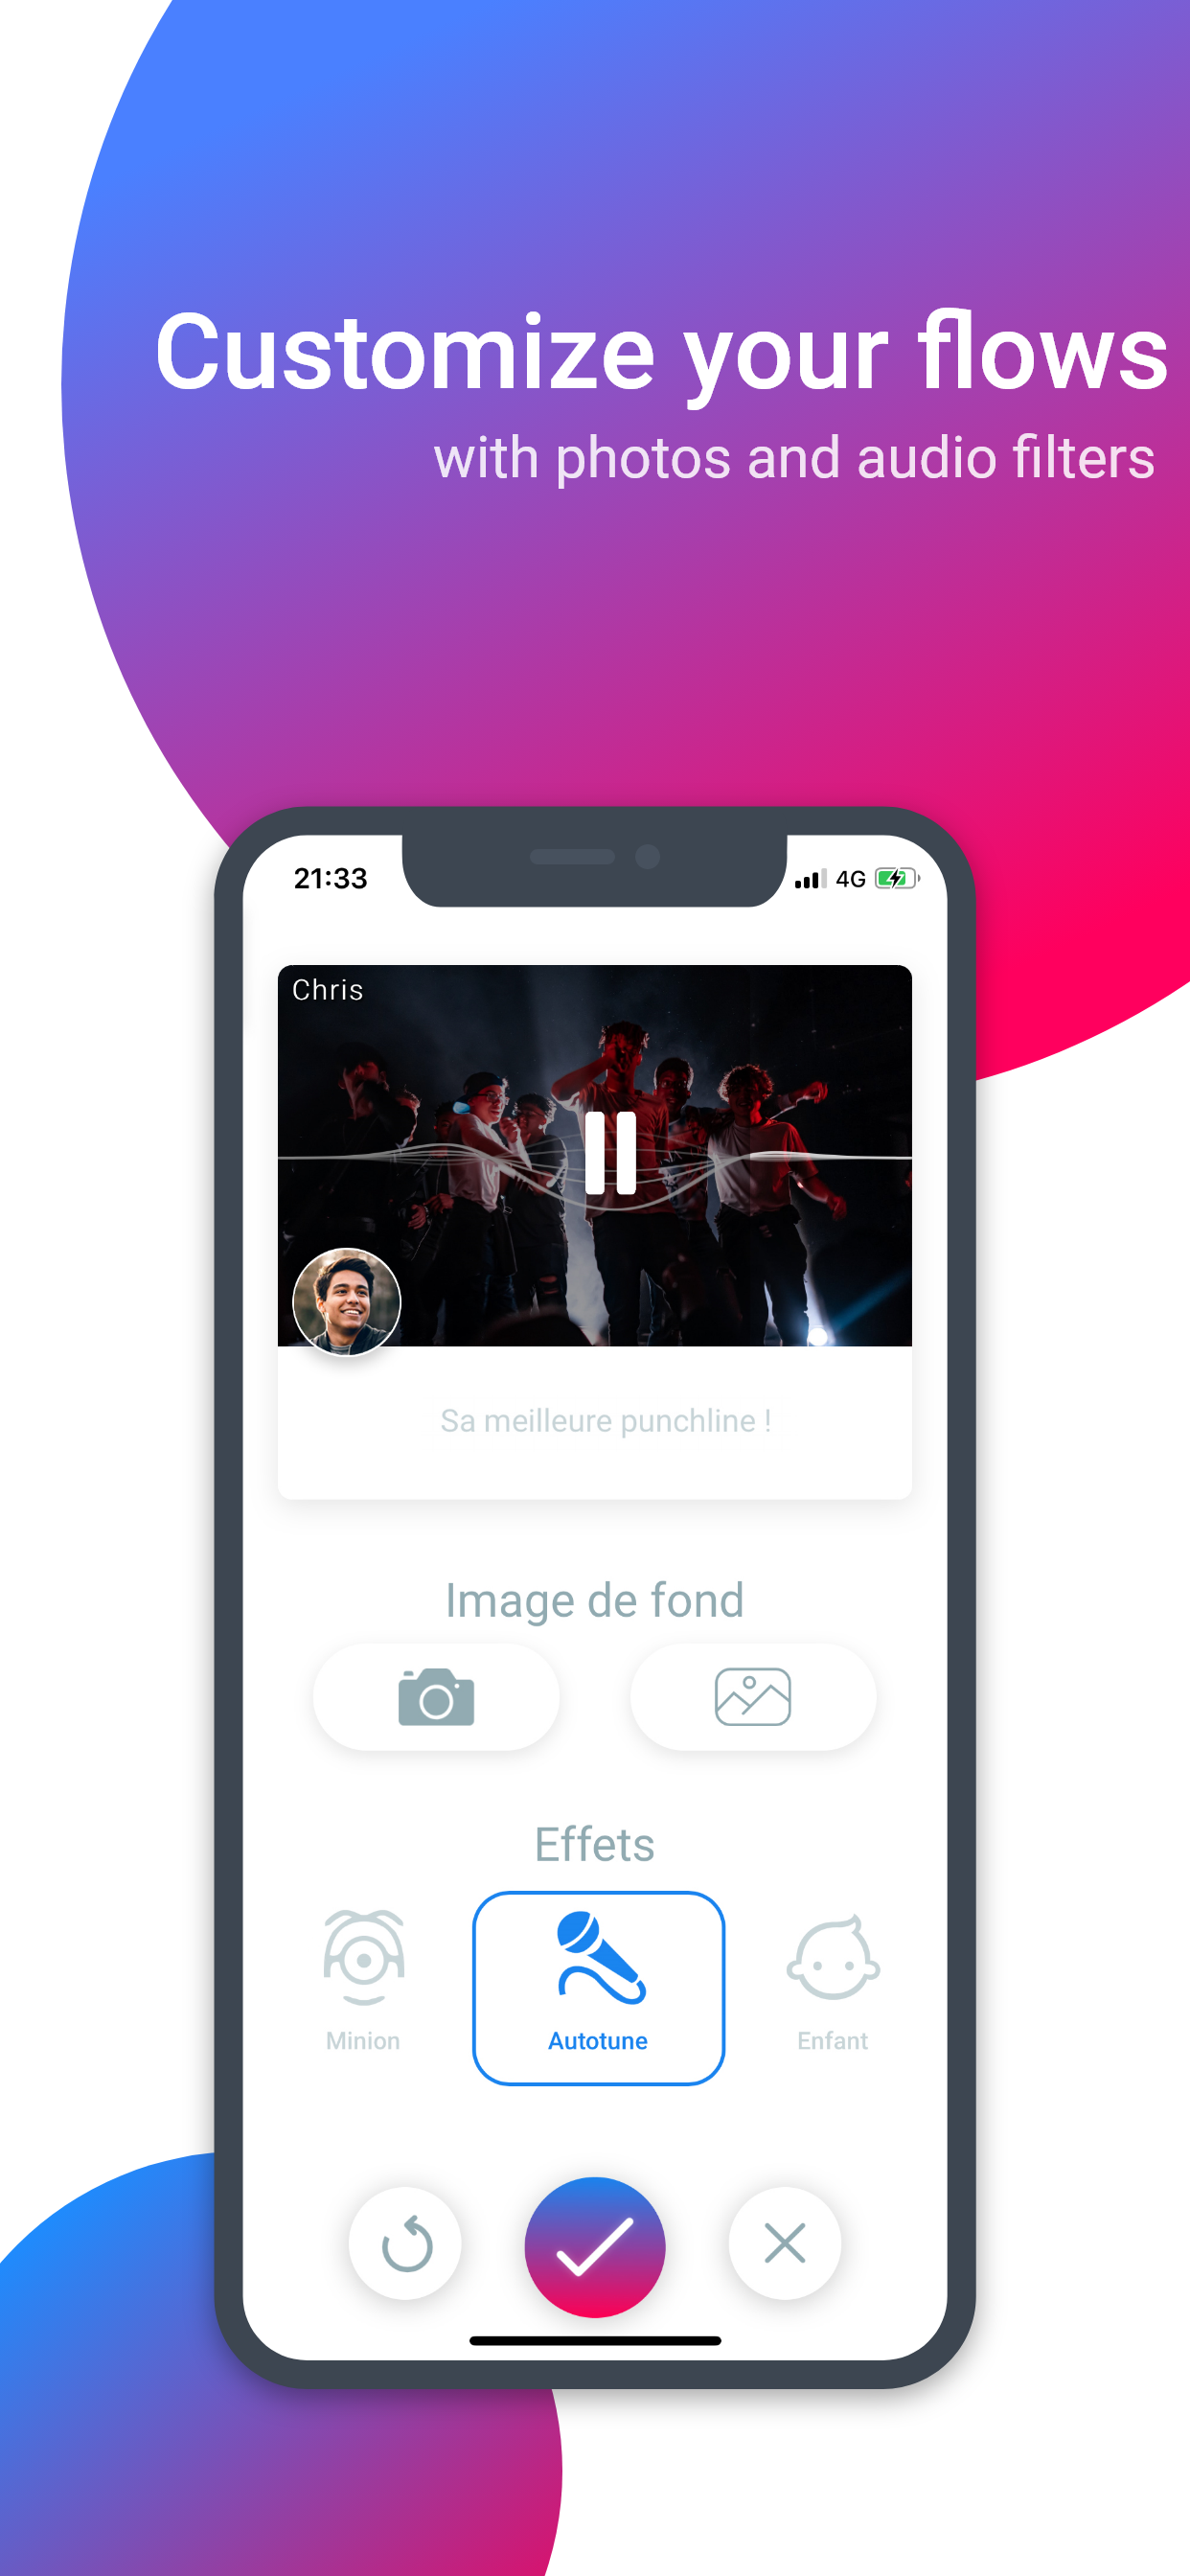 Customize your flows
with photos and audio filters
21:33
4G
Chris
Sa meilleure punchline !
Image de fond
Effets
Minion
Autotune
Enfant